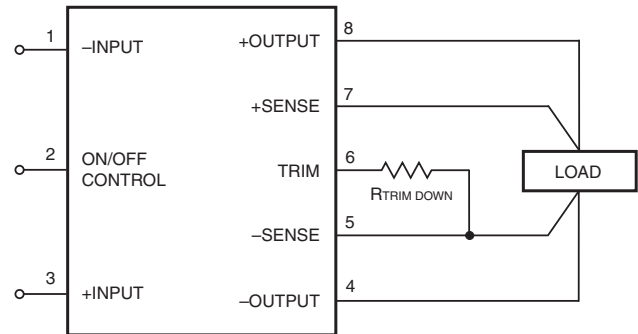 1 –INPUT +OUTPUT 8
+SENSE 7
2 ON/OFF
CONTROL
TRIM 6
RTRIM DOWN
LOAD
–SENSE 5
3 +INPUT –OUTPUT 4